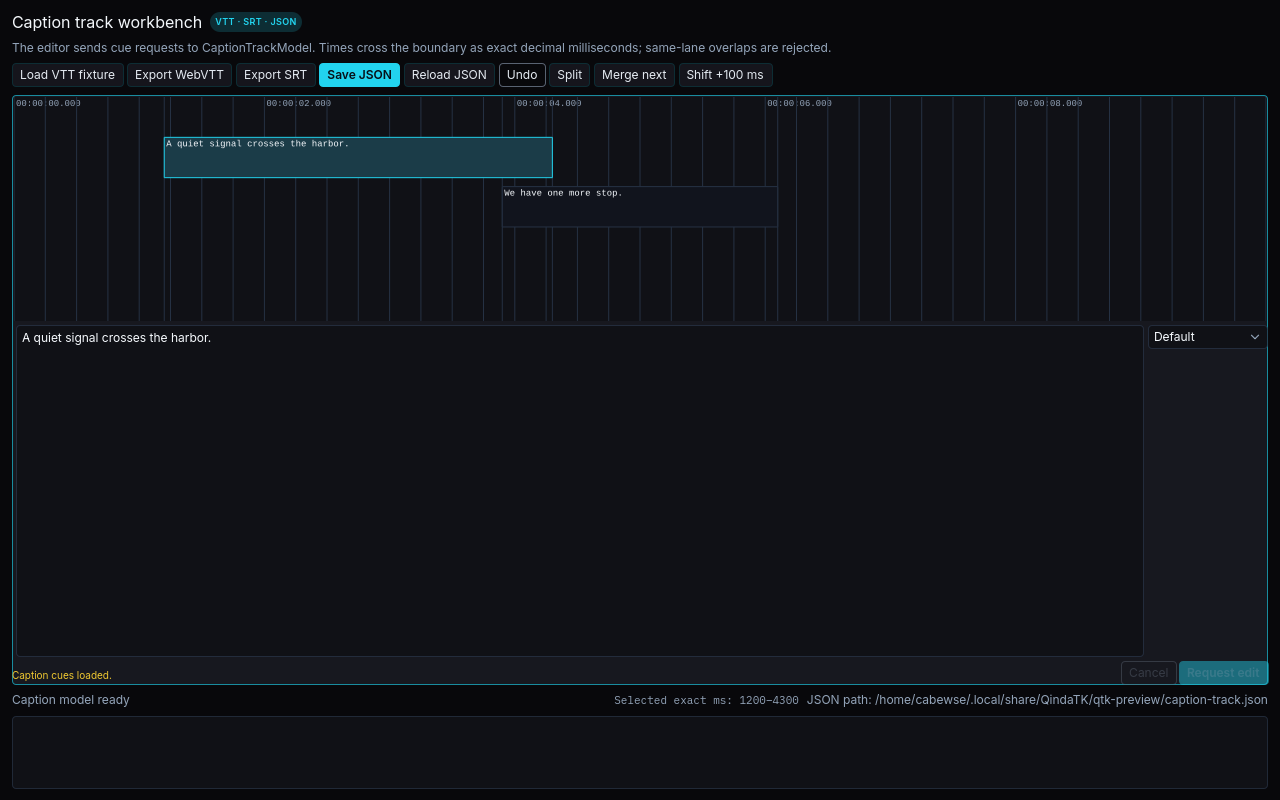 Caption track workbench VTT · SRT · JSON
The editor sends cue requests to CaptionTrackModel. Times cross the boundary as exact decimal milliseconds; same-lane overlaps are rejected.
Load VTT fixture Export WebVTT Export SRT Save JSON Reload JSON Undo Split Merge next Shift +100 ms
00:00:00.000 00:00:02.000 00:00:04.000 00:00:06.000 00:00:08.000
A quiet signal crosses the harbor.
We have one more stop.
A quiet signal crosses the harbor. Default
Caption cues loaded. Cancel Request edit
Caption model ready Selected exact ms: 1200–4300 JSON path: /home/cabewse/.local/share/QindaTK/qtk-preview/caption-track.json